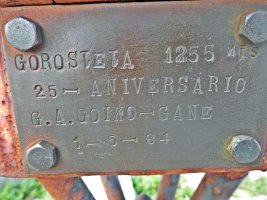 GOROSTETA 1255 MTS
25-I ANIVERSARIO
G.A.GOIKO-GANE
1-5-84